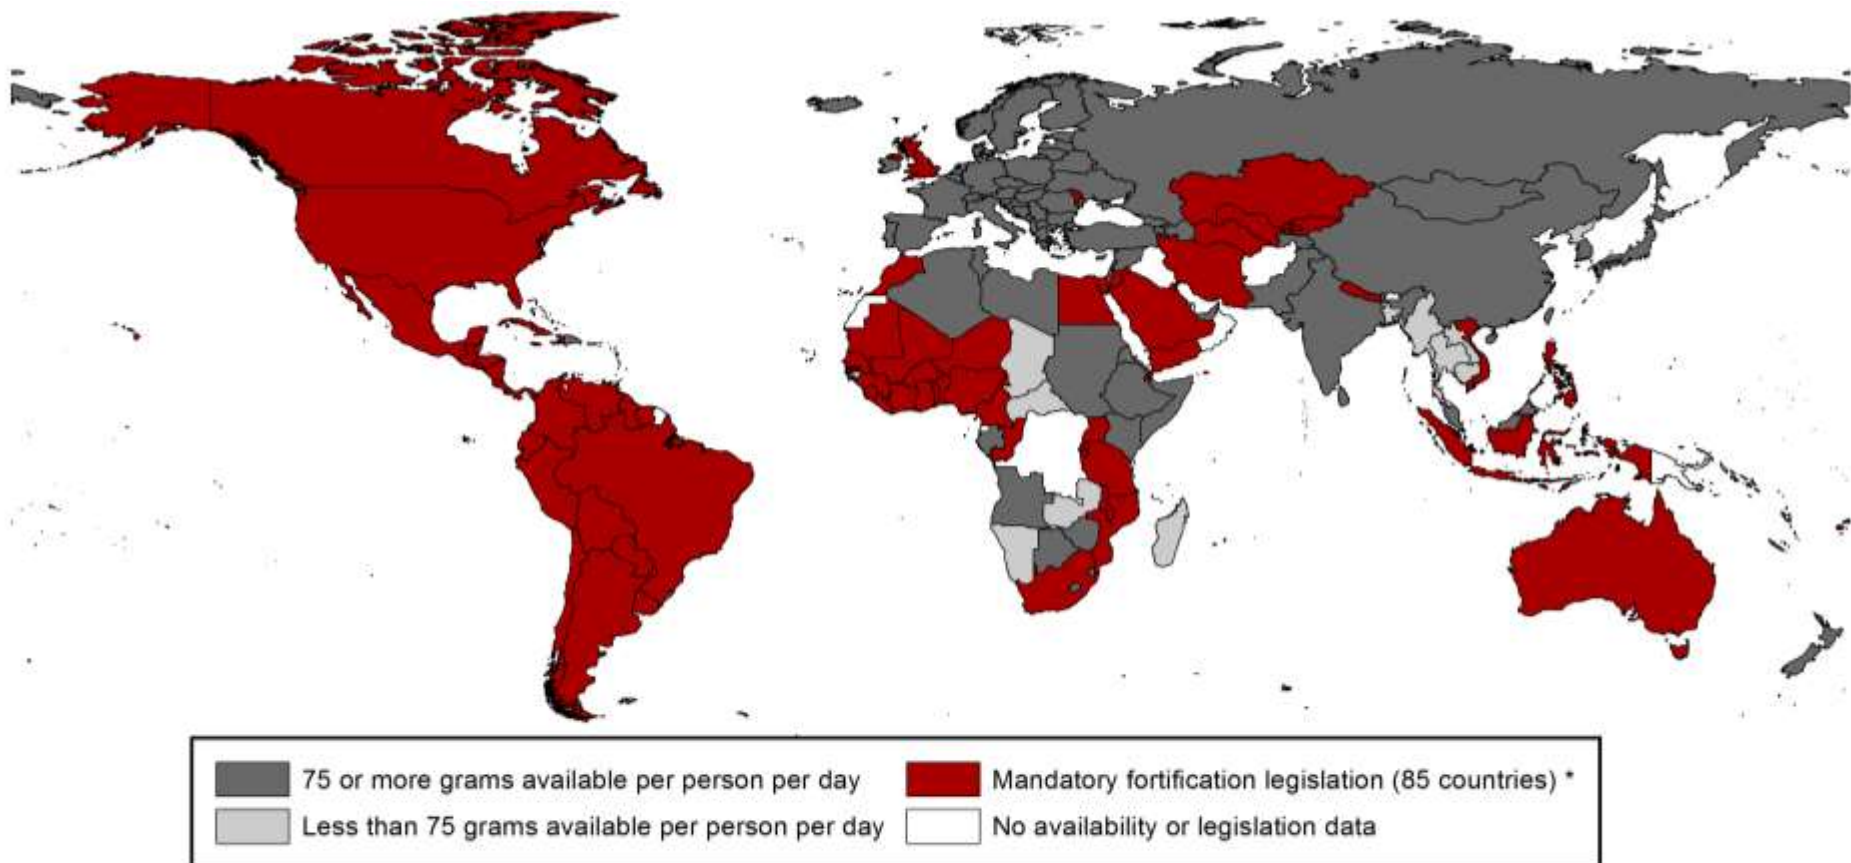 75 or more grams available per person per day
Mandatory fortification legislation (85 countries) *
Less than 75 grams available per person per day
No availability or legislation data